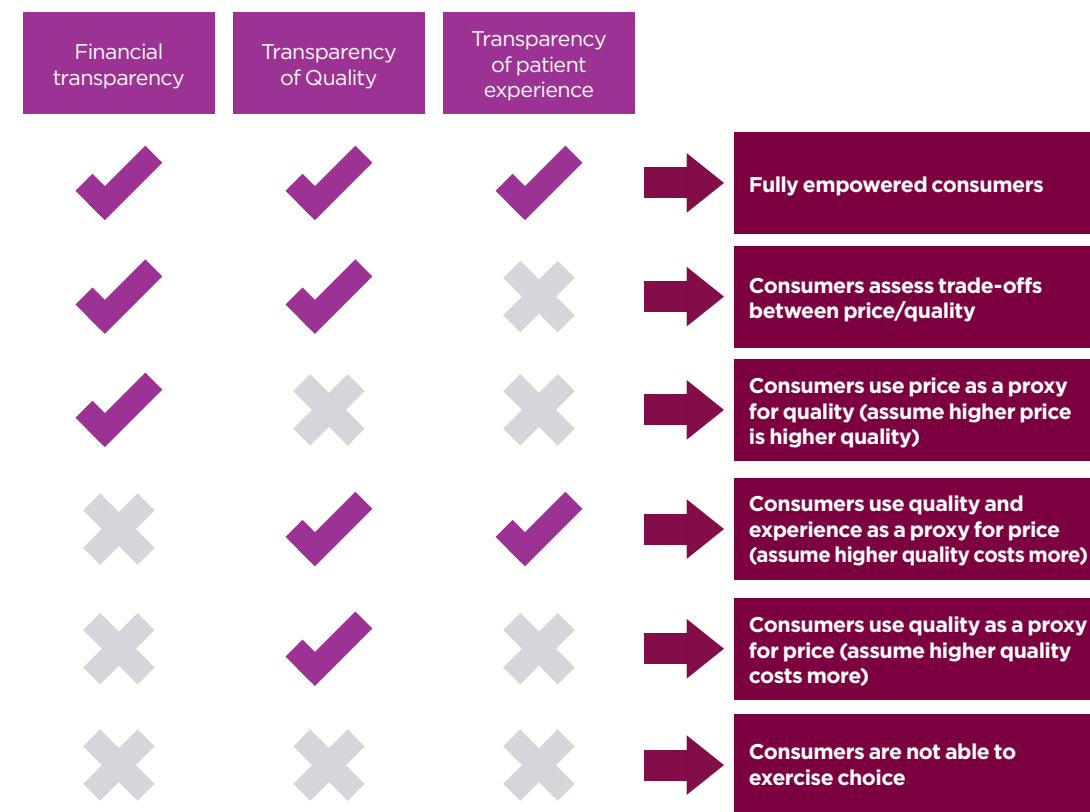 Financial
transparency
Transparency
of Quality
Transparency
of patient
experience
Fully empowered consumers
Consumers assess trade-offs
between price/quality
Consumers use price as a proxy
for quality (assume higher price
is higher quality)
Consumers use quality and
experience as a proxy for price
(assume higher quality costs more)
Consumers use quality as a proxy
for price (assume higher quality
costs more)
Consumers are not able to
exercise choice